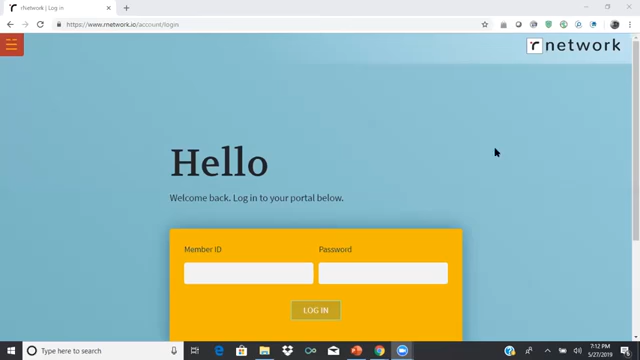 rNetwork | Log in
https://www.rnetwork.io/account/login
r network
Hello
Welcome back. Log in to your portal below.
Member ID
Password
LOG IN
Type here to search
7:12 PM
5/27/2019